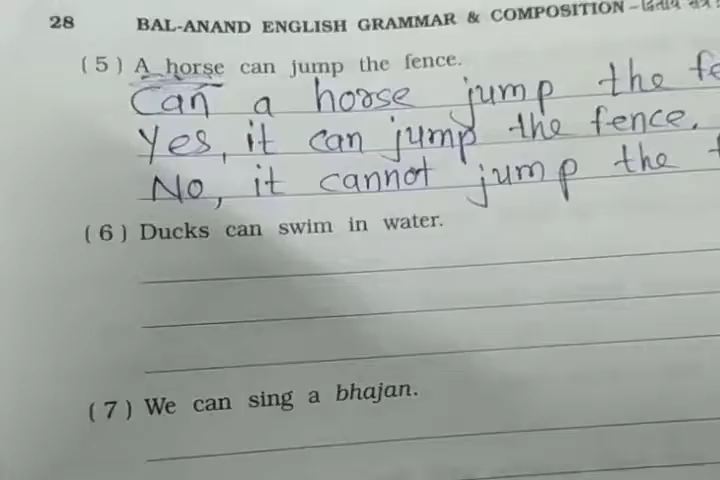 28 BAL-ANAND ENGLISH GRAMMAR & COMPOSITION –
(5) A horse can jump the fence.
Can a horse jump the
Yes, it can jump the fence.
No, it cannot jump the
(6) Ducks can swim in water.
(7) We can sing a bhajan.